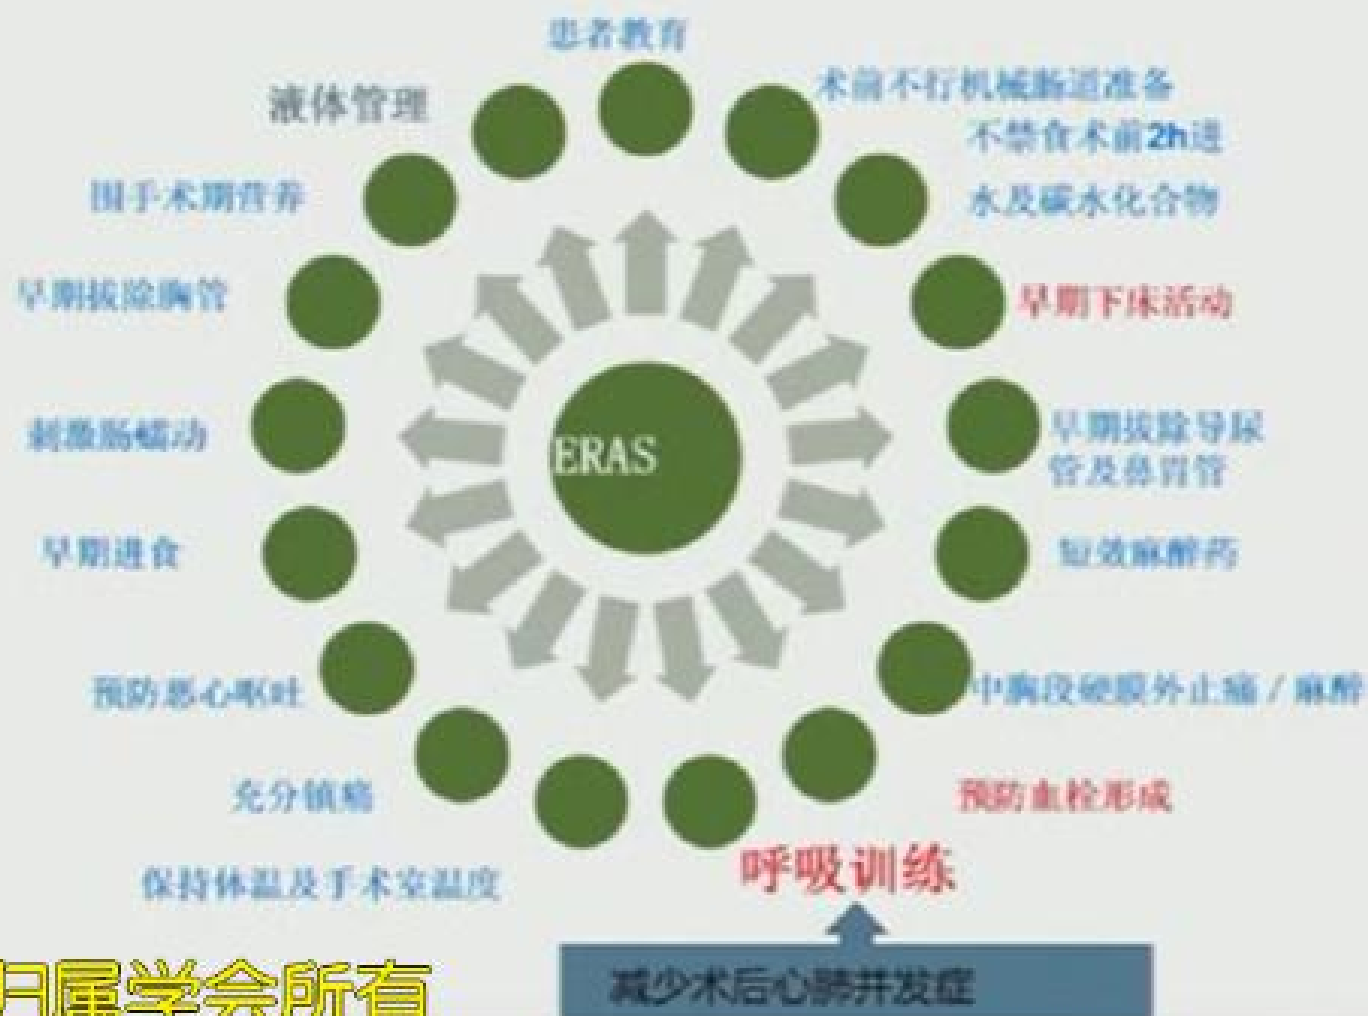 患者教育
术前不行机械肠道准备
不禁食术前2h进
水及碳水化合物
早期下床活动
早期拔除导尿
管及鼻胃管
短效麻醉药
中胸段硬膜外止痛/麻醉
预防血栓形成
呼吸训练
减少术后心肺并发症
保持体温及手术室温度
充分镇痛
预防恶心呕吐
早期进食
刺激肠蠕动
早期拔除胸管
围手术期营养
液体管理
ERAS
归属学会所有